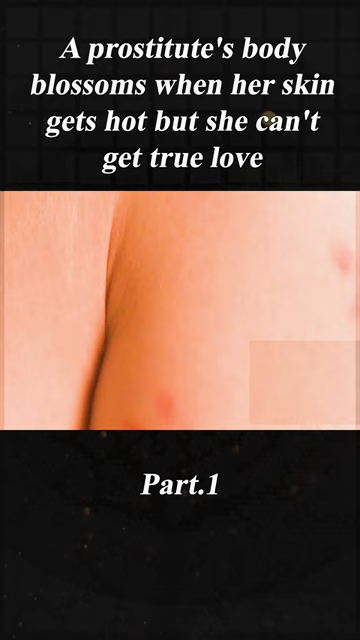 A prostitute's body
blossoms when her skin
gets hot but she can't
get true love
Part.1